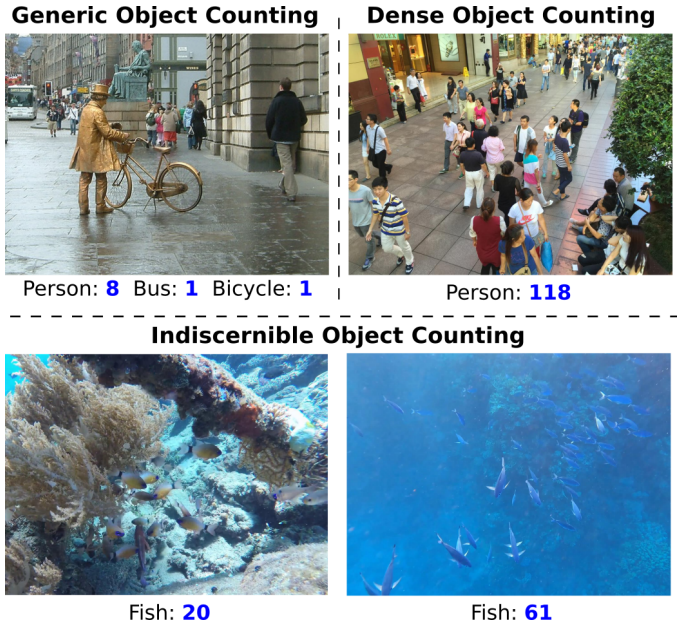 Generic Object Counting
Dense Object Counting
ROLEX
Person: 8 Bus: 1 Bicycle: 1
Person: 118
Indiscernible Object Counting
Fish: 20
Fish: 61